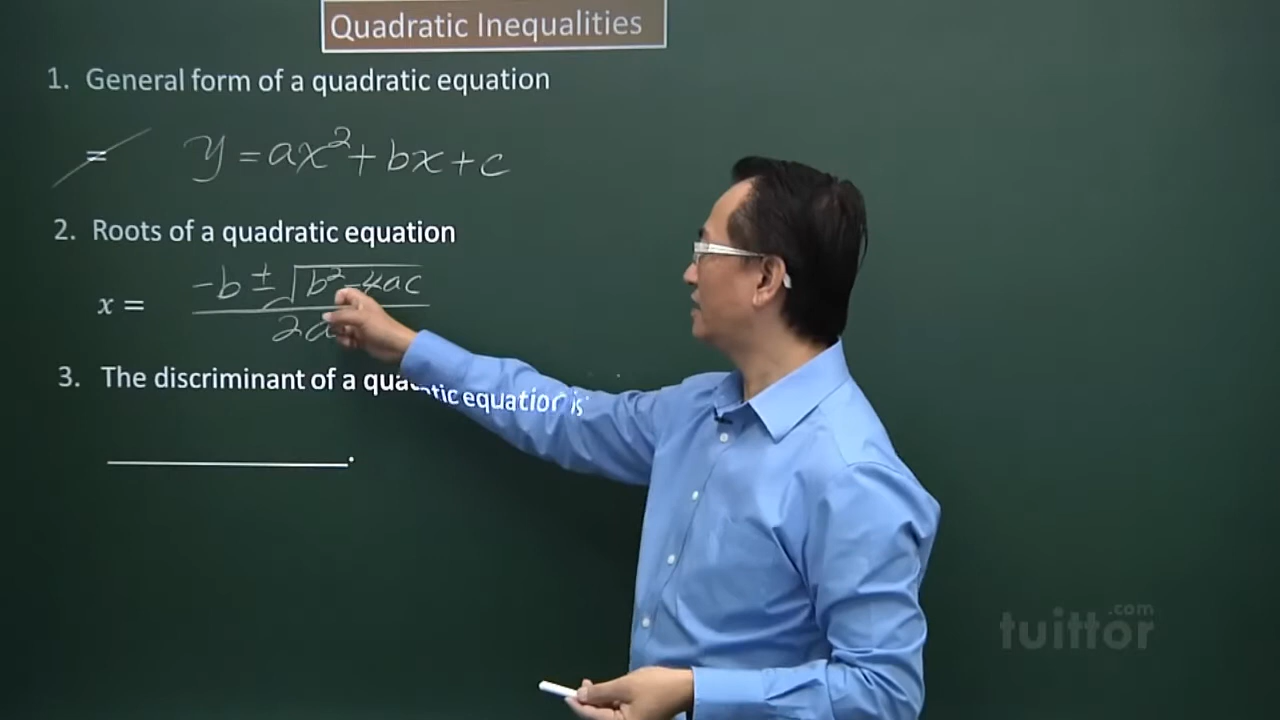 Quadratic Inequalities
1. General form of a quadratic equation
= y = ax² + bx + c
2. Roots of a quadratic equation
x = (-b ± √(b² - 4ac)) / 2a
3. The discriminant of a quadratic equation is
.
tuittor.com